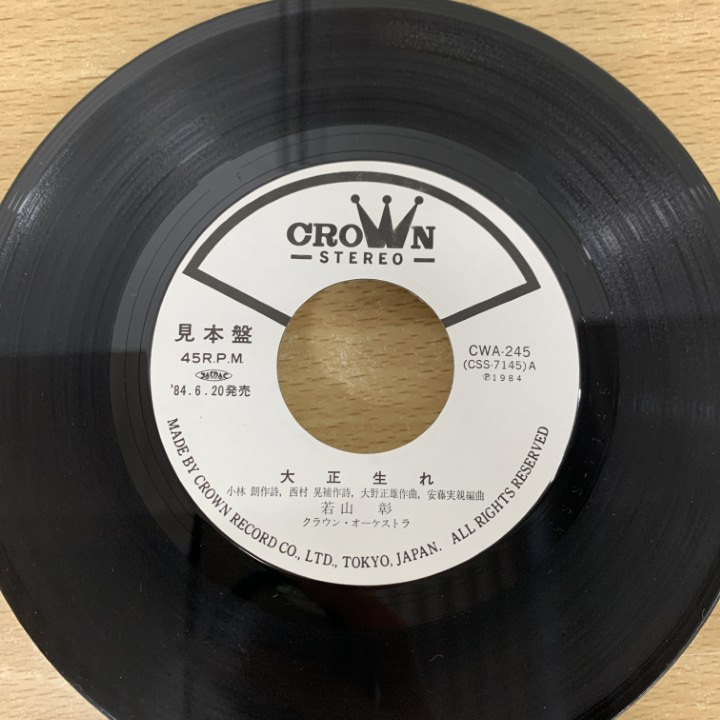 CROWN
STEREO
見本盤
45R.P.M.
'84.6.20発売
CWA-245
(CSS-7145)A
Ⓟ1984
大正生れ
小林 朗作詩、西村 晃補作詩、大野正雄作曲、安藤実親編曲
若山 彰
クラウン・オーケストラ
MADE BY CROWN RECORD CO., LTD., TOKYO, JAPAN. ALL RIGHTS RESERVED